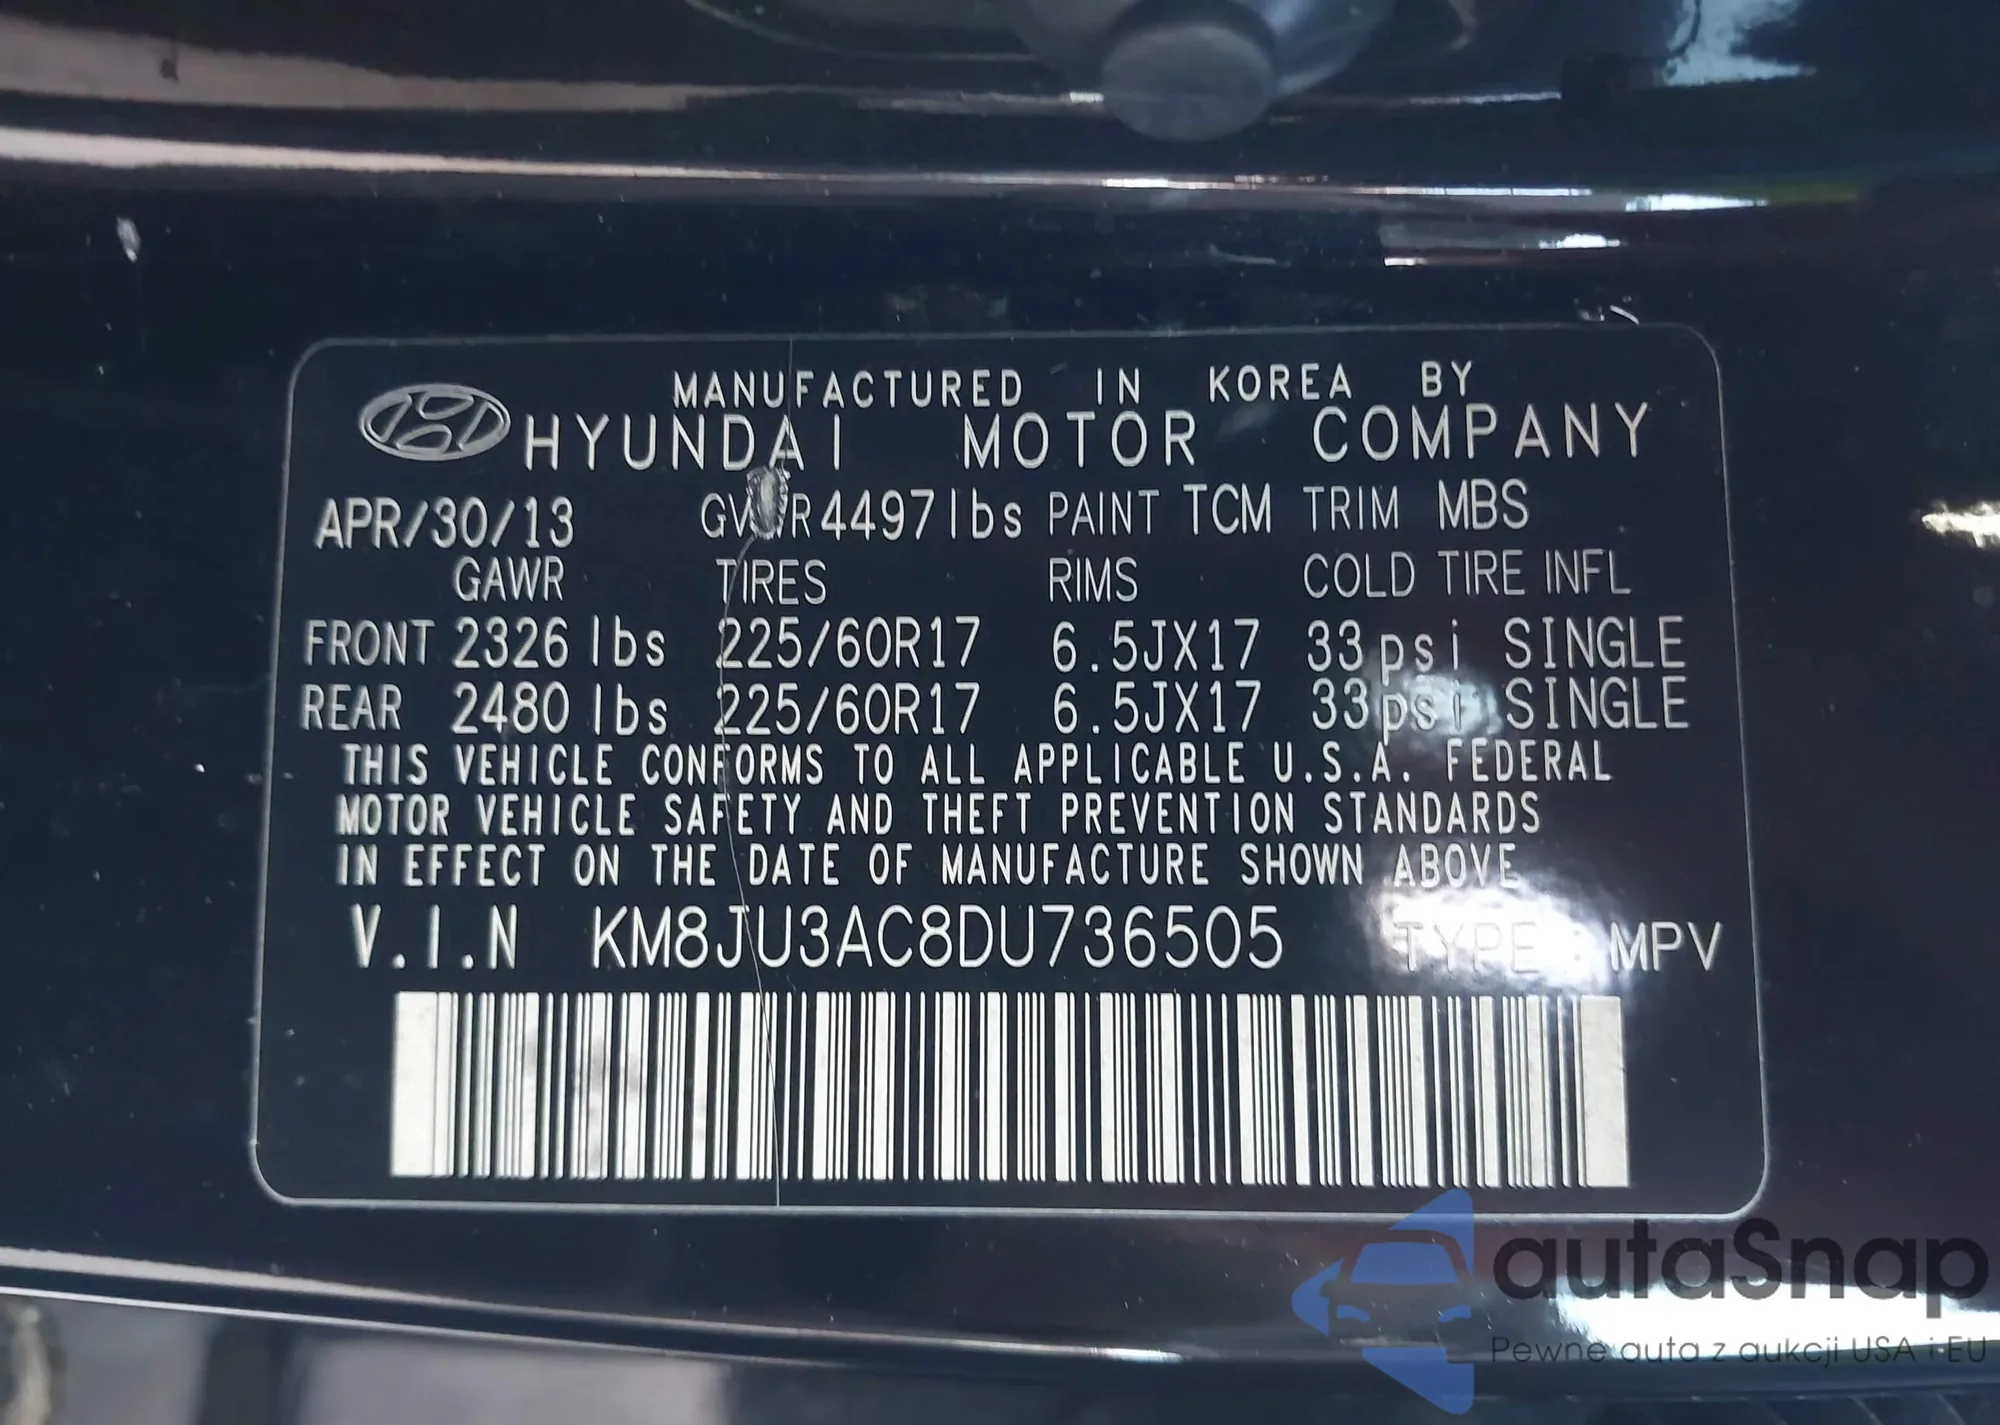 MANUFACTURED IN KOREA BY
HYUNDAI MOTOR COMPANY
APR/30/13 GVWR 4497lbs PAINT TCM TRIM MBS
GAWR TIRES RIMS COLD TIRE INFL
FRONT 2326 lbs 225/60R17 6.5JX17 33psi SINGLE
REAR 2480 lbs 225/60R17 6.5JX17 33psi SINGLE
THIS VEHICLE CONFORMS TO ALL APPLICABLE U.S.A. FEDERAL
MOTOR VEHICLE SAFETY AND THEFT PREVENTION STANDARDS
IN EFFECT ON THE DATE OF MANUFACTURE SHOWN ABOVE
V.I.N KM8JU3AC8DU736505 TYPE : MPV
autaSnap
Pewne auta z aukcji USA i EU